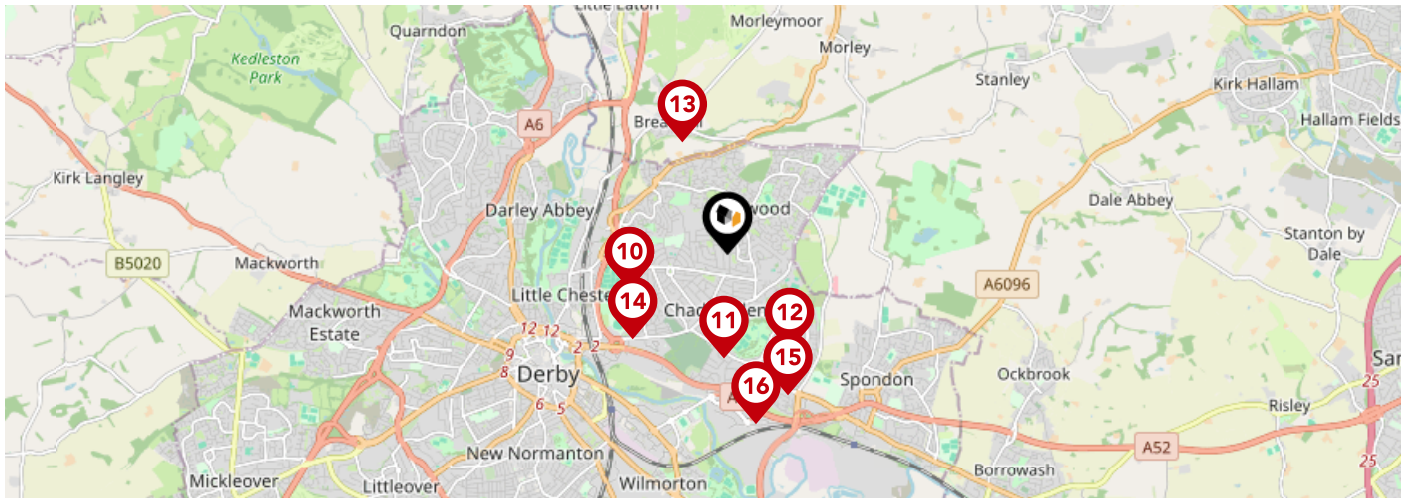 Little Eaton
Quarndon
Morleymoor
Morley
Kedleston
Park
Stanley
Kirk Hallam
13
A6
Hallam Fields
Kirk Langley
Darley Abbey
Dale Abbey
10
Stanton by
Dale
B5020
Mackworth
A6096
Little Cheste
14
Mackworth
Estate
11
12
12
12
2
2
9
8
Derby
15
16
Spondon
Ockbrook
25
6
5
Risley
A52
New Normanton
25
Borrowash
Mickleover
Littleover
Wilmorton